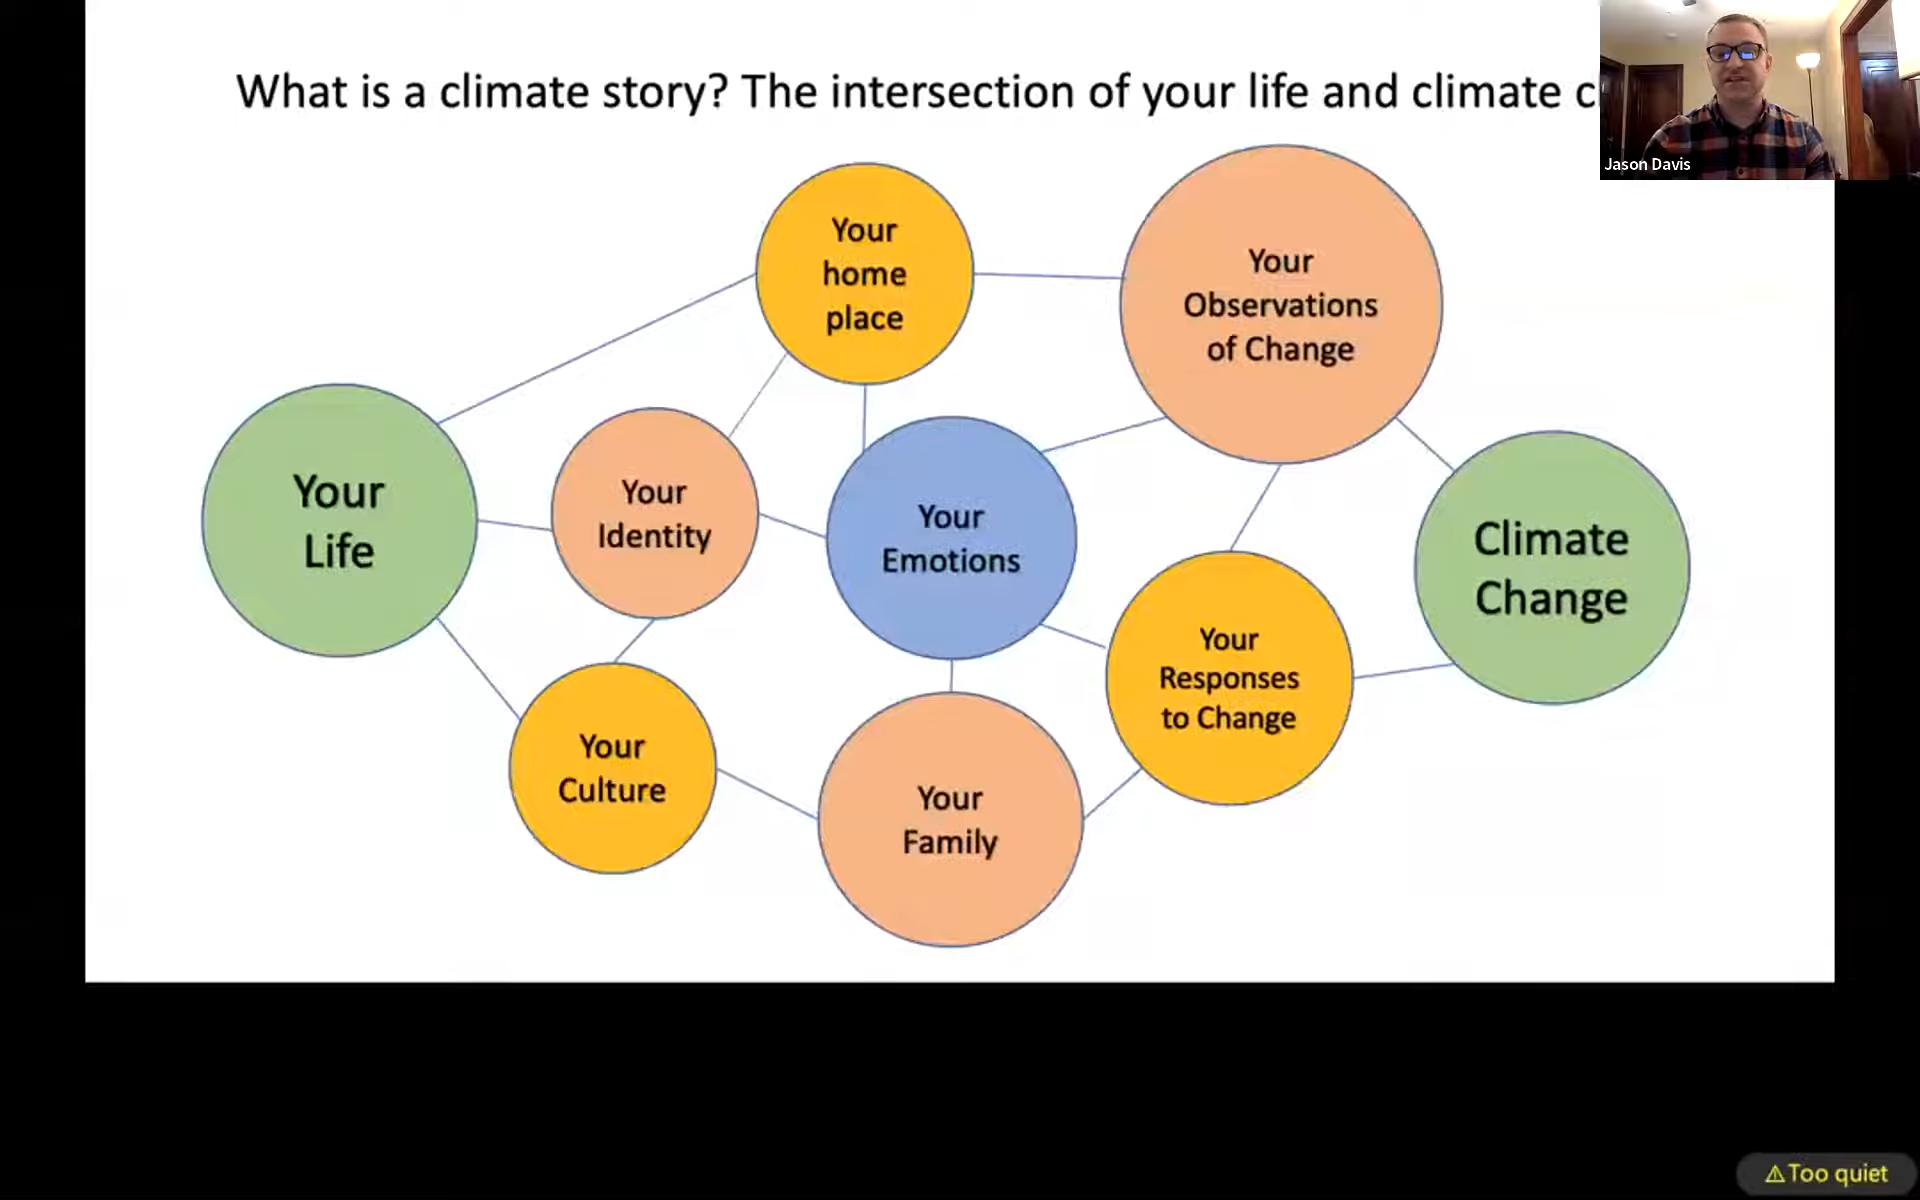 What is a climate story? The intersection of your life and climate c
Jason Davis
Your
home
place
Your
Observations
of Change
Your
Life
Your
Identity
Your
Emotions
Climate
Change
Your
Responses
to Change
Your
Culture
Your
Family
⚠Too quiet